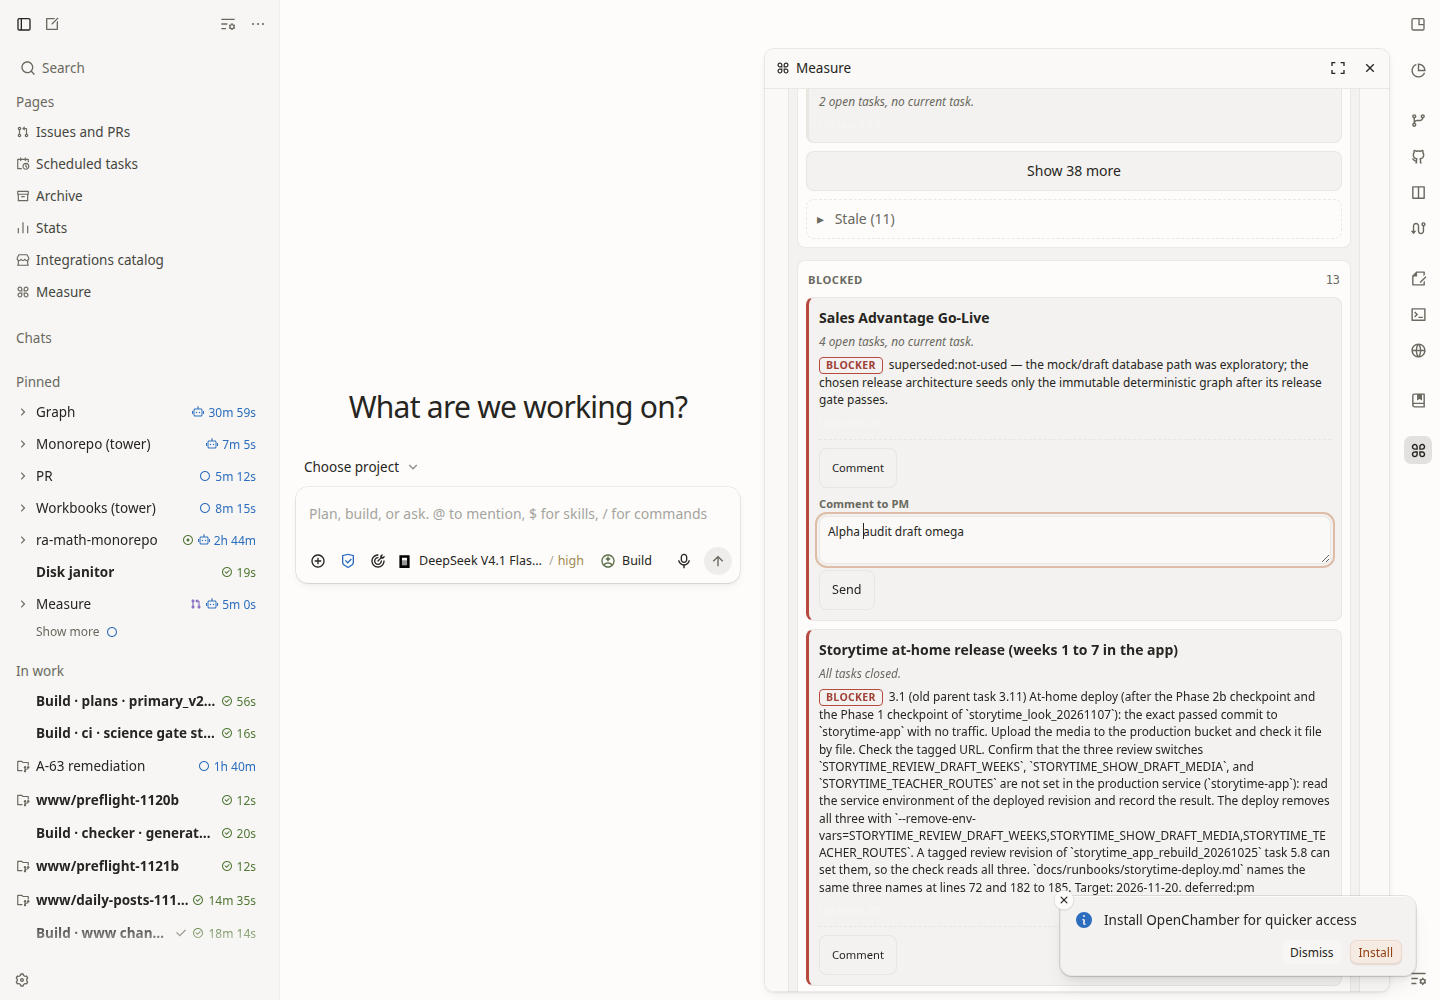 Search
Pages
Issues and PRs
Scheduled tasks
Archive
Stats
Integrations catalog
Measure
Chats
Pinned
Graph 30m 59s
Monorepo (tower) 7m 5s
PR 5m 12s
Workbooks (tower) 8m 15s
ra-math-monorepo 2h 44m
Disk janitor 19s
Measure 5m 0s
Show more
In work
Build · plans · primary_v2... 56s
Build · ci · science gate st... 16s
A-63 remediation 1h 40m
www/preflight-1120b 12s
Build · checker · generat... 20s
www/preflight-1121b 12s
www/daily-posts-111... 14m 35s
Build · www chan... 18m 14s
What are we working on?
Choose project
Plan, build, or ask. @ to mention, $ for skills, / for commands
DeepSeek V4.1 Flas... / high Build
Measure
2 open tasks, no current task.
Show 38 more
Stale (11)
BLOCKED 13
Sales Advantage Go-Live
4 open tasks, no current task.
BLOCKER superseded:not-used — the mock/draft database path was exploratory; the
chosen release architecture seeds only the immutable deterministic graph after its release
gate passes.
Comment
Comment to PM
Alpha audit draft omega
Send
Storytime at-home release (weeks 1 to 7 in the app)
All tasks closed.
BLOCKER 3.1 (old parent task 3.11) At-home deploy (after the Phase 2b checkpoint and
the Phase 1 checkpoint of `storytime_look_20261107`): the exact passed commit to
`storytime-app` with no traffic. Upload the media to the production bucket and check it file
by file. Check the tagged URL. Confirm that the three review switches
`STORYTIME_REVIEW_DRAFT_WEEKS`, `STORYTIME_SHOW_DRAFT_MEDIA`, and
`STORYTIME_TEACHER_ROUTES` are not set in the production service (`storytime-app`): read
the service environment of the deployed revision and record the result. The deploy removes
all three with `--remove-env-
vars=STORYTIME_REVIEW_DRAFT_WEEKS,STORYTIME_SHOW_DRAFT_MEDIA,STORYTIME_TE
ACHER_ROUTES`. A tagged review revision of `storytime_app_rebuild_20261025` task 5.8 can
set them, so the check reads all three. `docs/runbooks/storytime-deploy.md` names the
same three names at lines 72 and 182 to 185. Target: 2026-11-20. deferred:pm
Comment
Install OpenChamber for quicker access
Dismiss Install